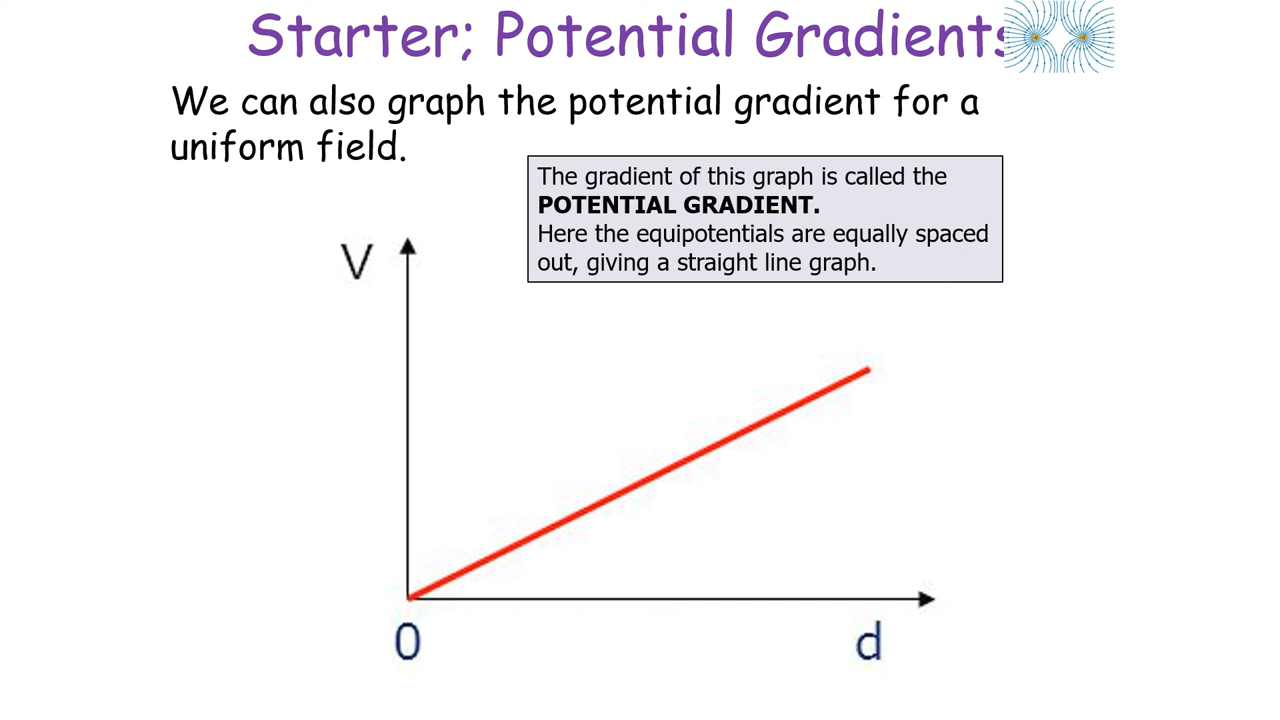 Starter; Potential Gradients
We can also graph the potential gradient for a
uniform field.
The gradient of this graph is called the
POTENTIAL GRADIENT.
Here the equipotentials are equally spaced
out, giving a straight line graph.
V
0
d